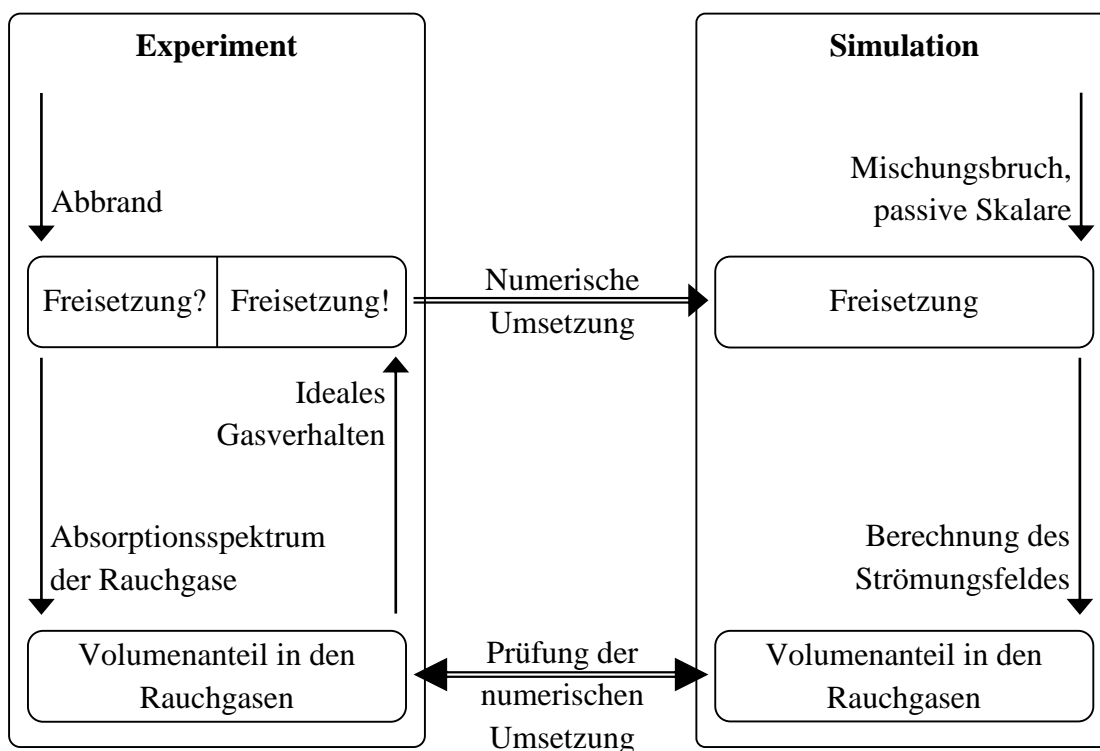 Experiment
Abbrand
Freisetzung?
Freisetzung!
Ideales
Gasverhalten
Absorptionsspektrum
der Rauchgase
Volumenanteil in den
Rauchgasen
Numerische
Umsetzung
Prüfung der
numerischen
Umsetzung
Simulation
Mischungsbruch,
passive Skalare
Freisetzung
Berechnung des
Strömungsfeldes
Volumenanteil in den
Rauchgasen